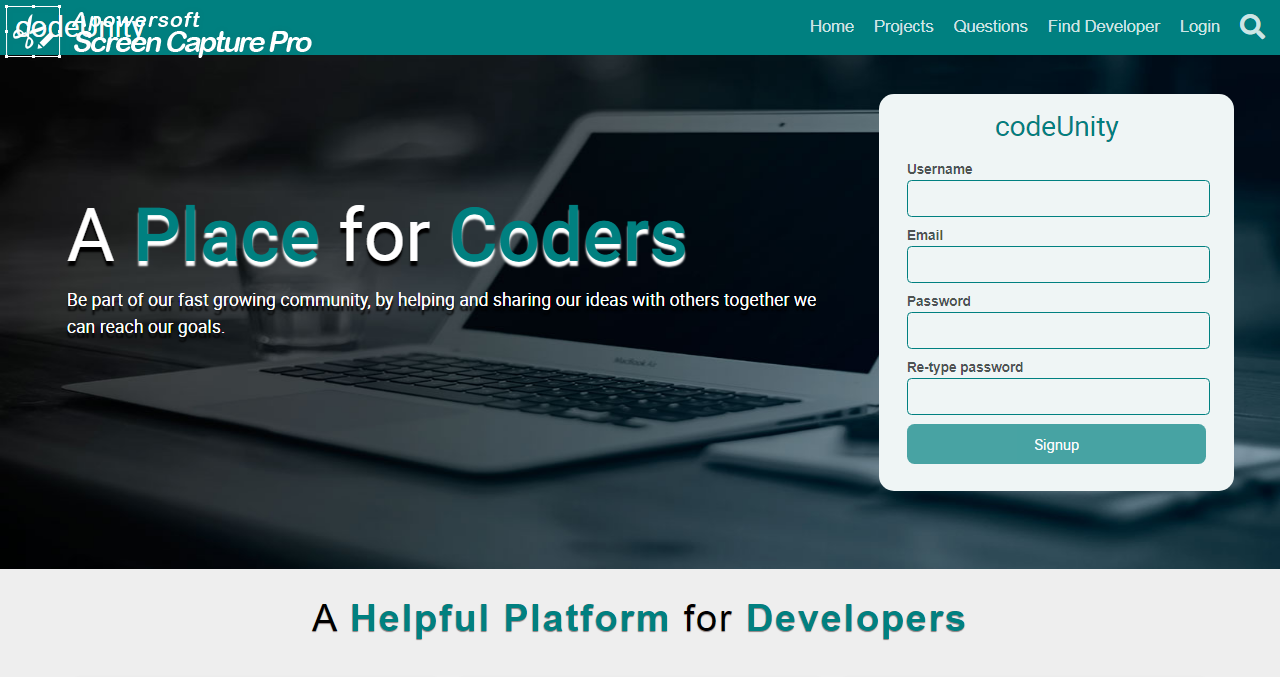 codeUnity
Apowersoft
Screen Capture Pro
Home Projects Questions Find Developer Login
codeUnity
Username
Email
Password
Re-type password
Signup
A Place for Coders
Be part of our fast growing community, by helping and sharing our ideas with others together we
can reach our goals.
MacBook Air
A Helpful Platform for Developers